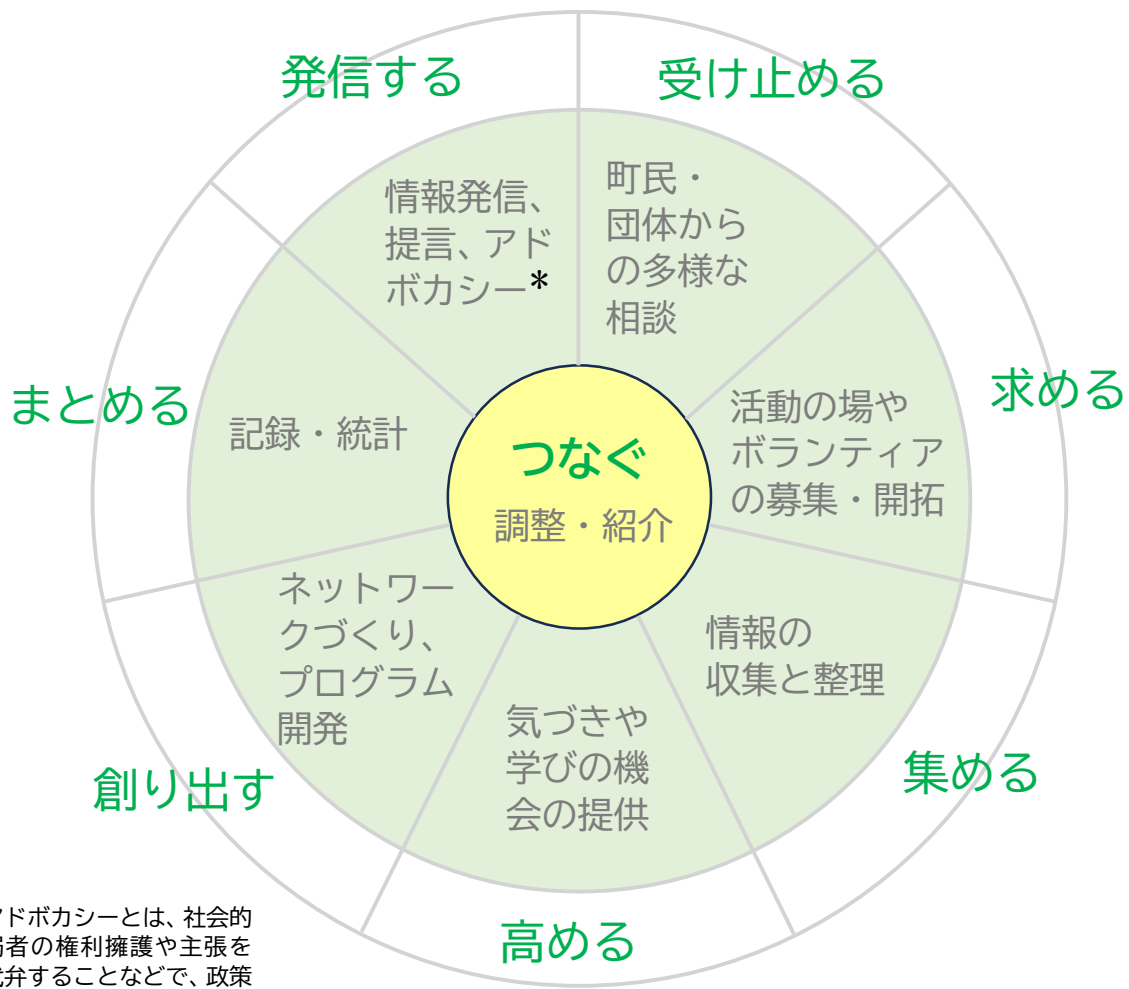 発信する
受け止める
情報発信、
提言、アド
ボカシー*
町民・
団体から
の多様な
相談
まとめる
求める
記録・統計
活動の場や
ボランティア
の募集・開拓
つなぐ
調整・紹介
ネットワー
クづくり、
プログラム
開発
情報の
収集と整理
気づきや
学びの機
会の提供
創り出す
集める
高める
アドボカシーとは、社会的
弱者の権利擁護や主張を
代弁することなどで、政策